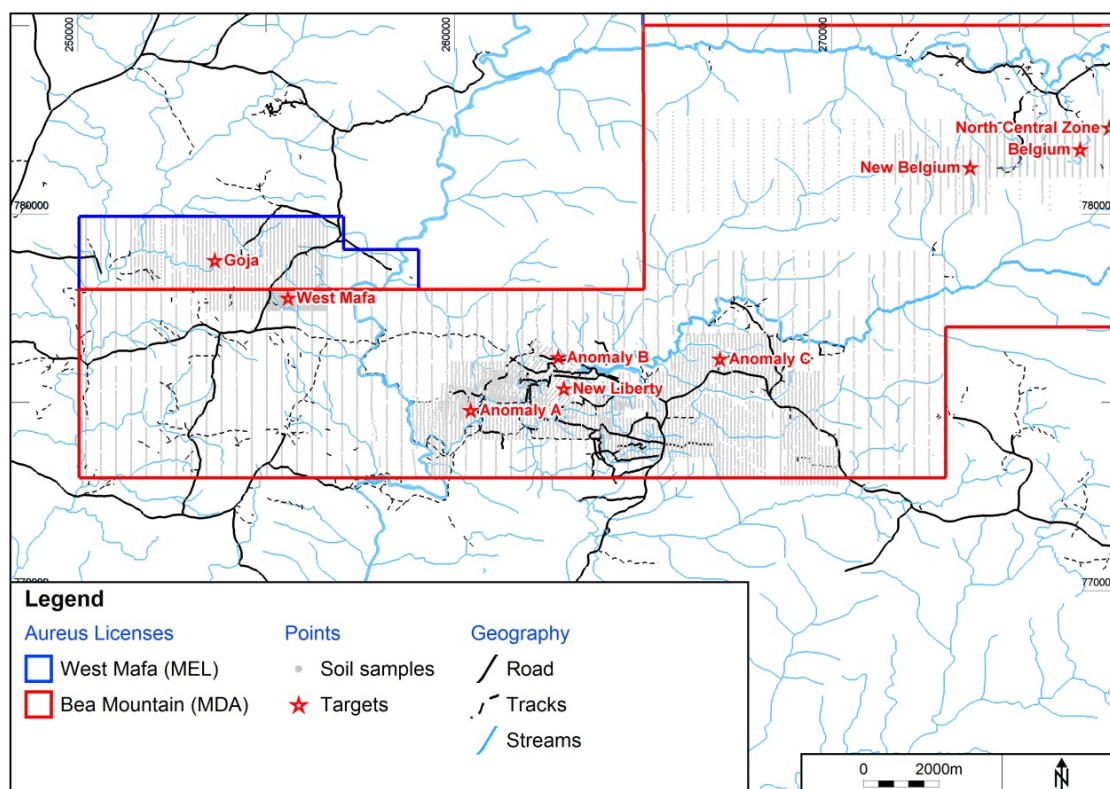 250000
260000
270000
North Central Zone
Belgium
New Belgium
780000
780000
Goja
West Mafa
Anomaly B
Anomaly C
New Liberty
Anomaly A
770000
770000
Legend
Aureus Licenses
Points
Geography
West Mafa (MEL)
Soil samples
Road
Bea Mountain (MDA)
Targets
Tracks
Streams
0 2000m
N